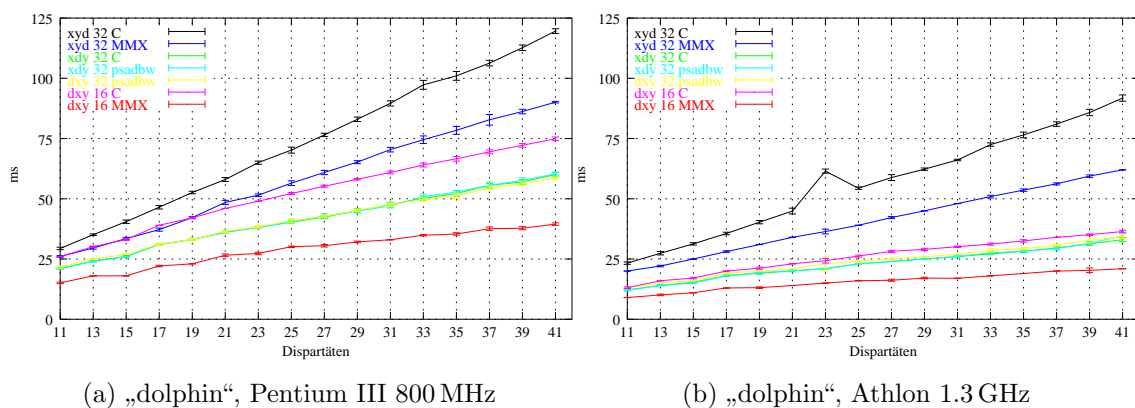 125
100
75
50
25
0
ms
xyd 32 C
xyd 32 MMX
xdy 32 C
xdy 32 psadbw
dxy 32 psadbw
dxy 16 C
dxy 16 MMX
11 13 15 17 19 21 23 25 27 29 31 33 35 37 39 41
Dispartäten
(a) „dolphin“, Pentium III 800 MHz
125
100
75
50
25
0
ms
xyd 32 C
xyd 32 MMX
xdy 32 C
xdy 32 psadbw
dxy 32 psadbw
dxy 16 C
dxy 16 MMX
11 13 15 17 19 21 23 25 27 29 31 33 35 37 39 41
Dispartäten
(b) „dolphin“, Athlon 1.3 GHz